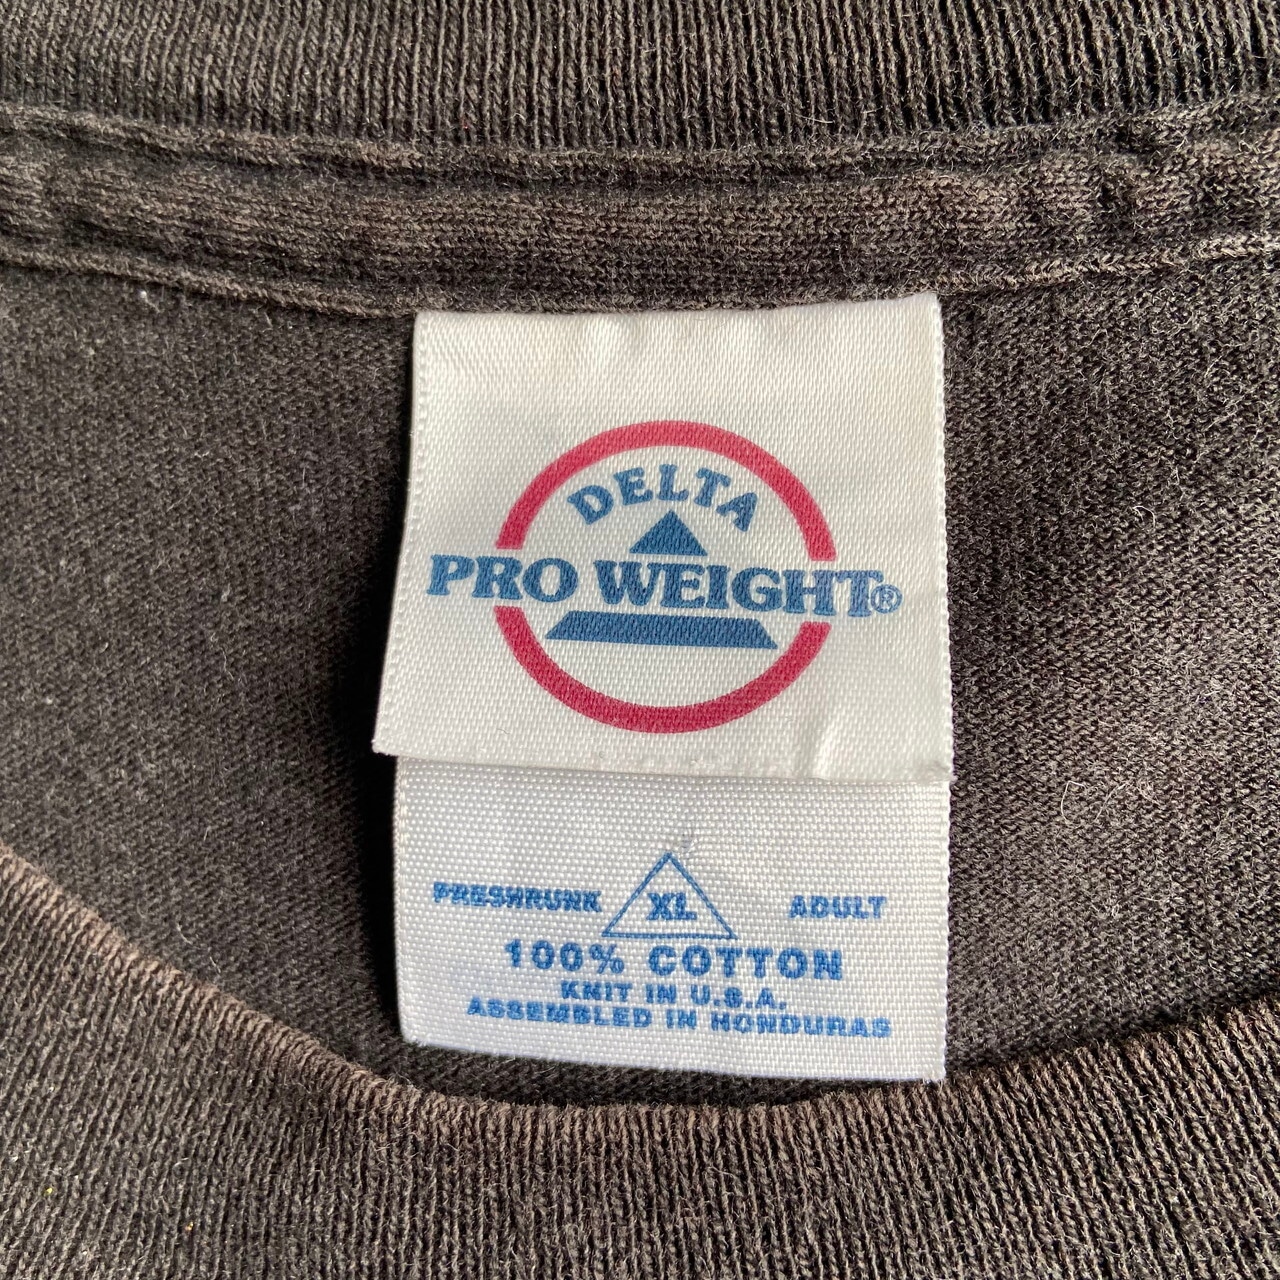 DELTA
PRO WEIGHT®
PRESHRUNK XL ADULT
100% COTTON
KNIT IN U.S.A.
ASSEMBLED IN HONDURAS